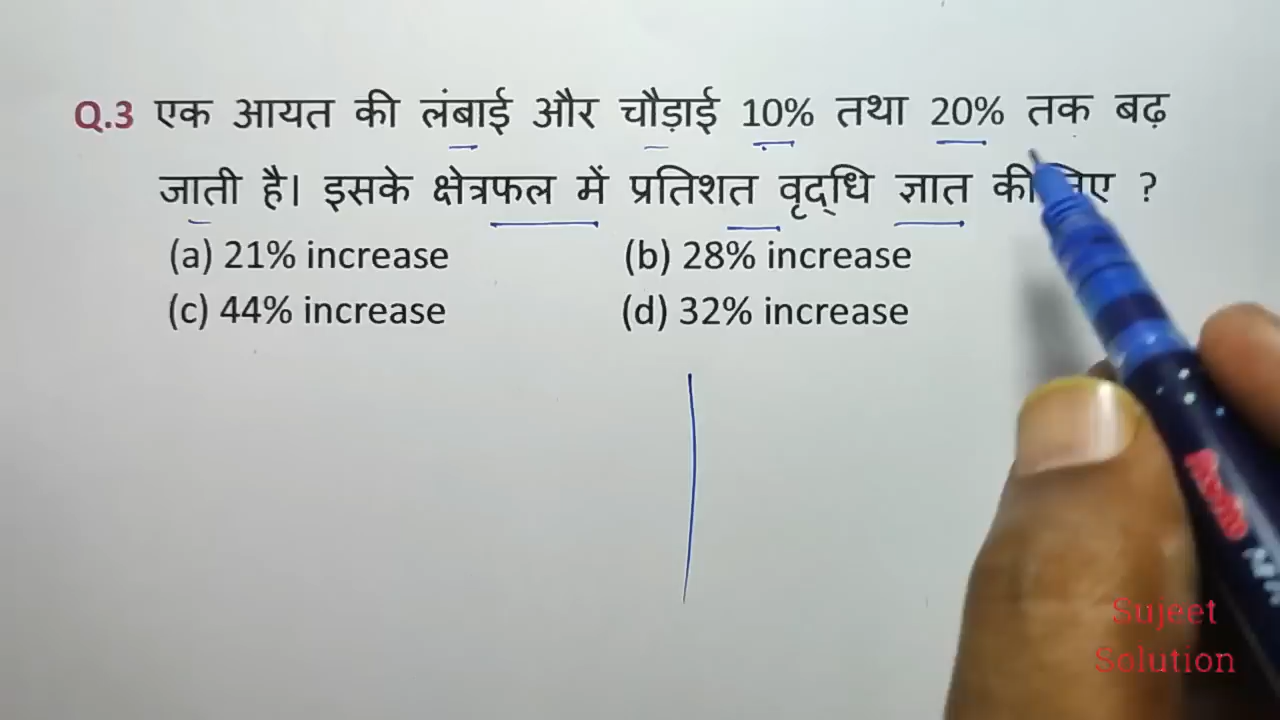 Q.3 एक आयत की लंबाई और चौड़ाई 10% तथा 20% तक बढ़
जाती है। इसके क्षेत्रफल में प्रतिशत वृद्धि ज्ञात कीजिए ?
(a) 21% increase (b) 28% increase
(c) 44% increase (d) 32% increase
Sujeet
Solution